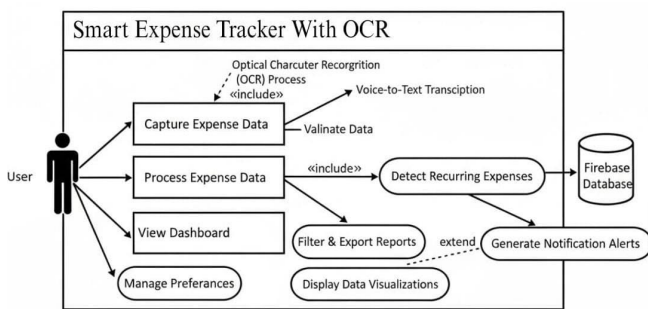 Smart Expense Tracker With OCR
Optical Charcuter Recorgrition
(OCR) Process
«include»
Voice-to-Text Transciption
Capture Expense Data
Valinate Data
User
Process Expense Data
«include»
Detect Recurring Expenses
Firebase
Database
View Dashboard
Filter & Export Reports
extend
Generate Notification Alerts
Manage Preferances
Display Data Visualizations